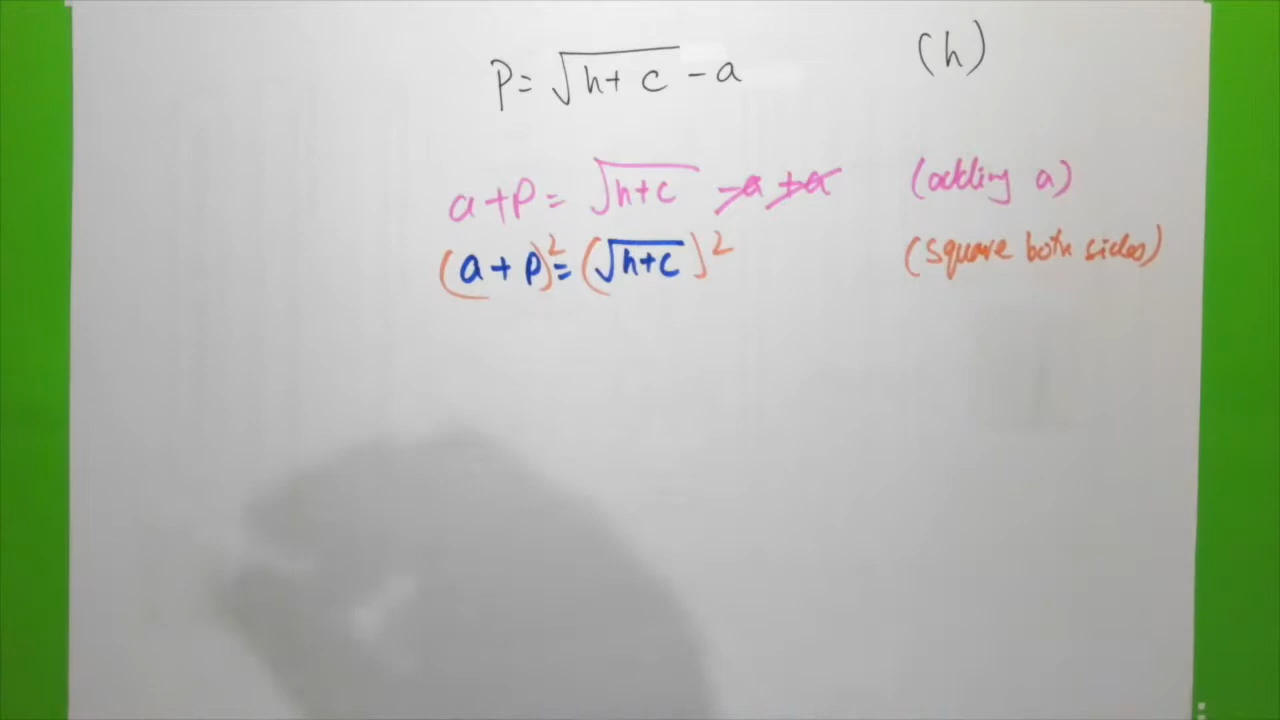 P = √h+c - a (h)
a+P = √h+c -a +a (adding a)
(a+P)² = (√h+c)² (square both sides)